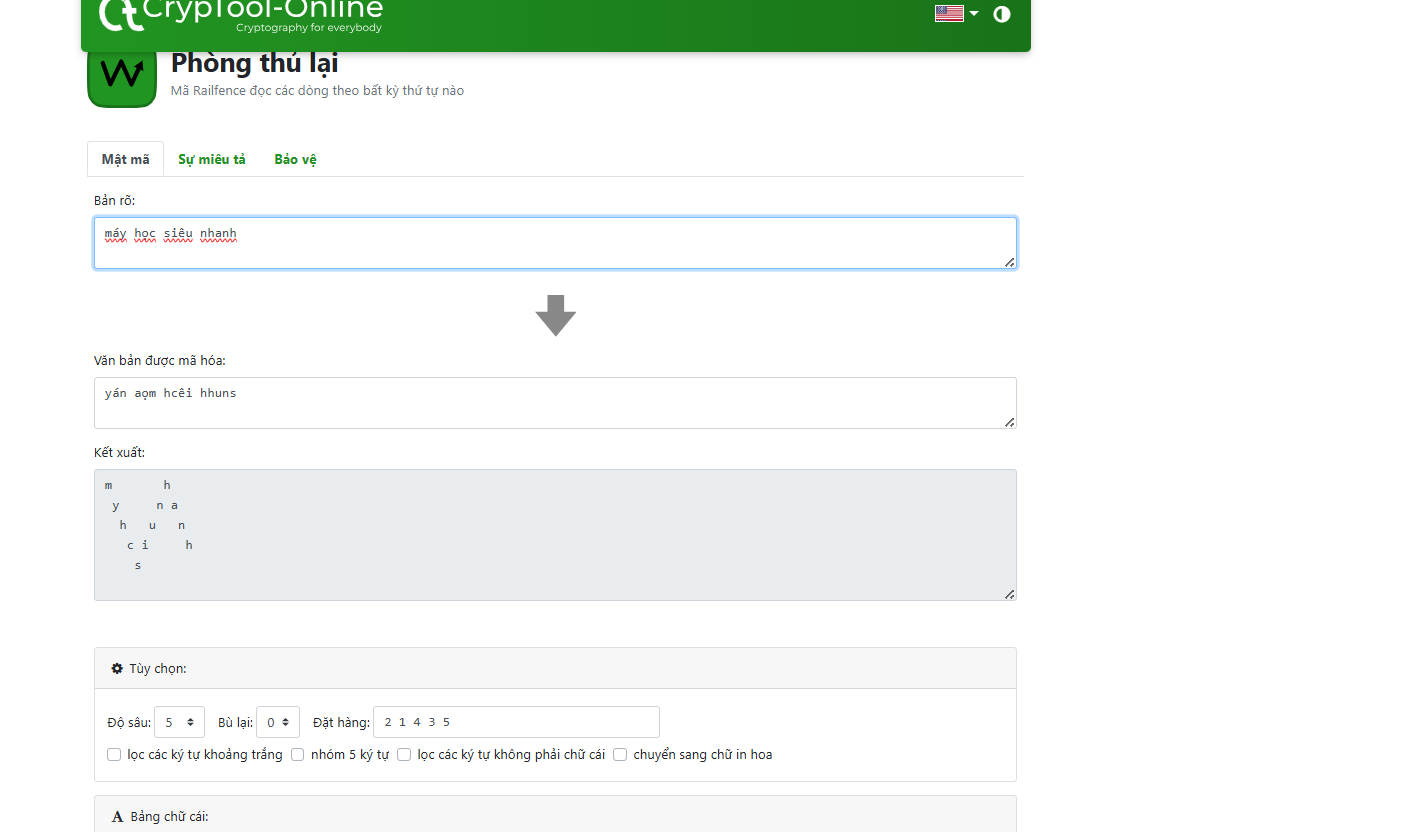 CrypTool-Online
Cryptography for everybody
Phòng thủ lại
Mã Railfence đọc các dòng theo bất kỳ thứ tự nào
Mật mã Sự miêu tả Bảo vệ
Bản rõ:
máy học siêu nhanh
Văn bản được mã hóa:
yán aọm hcêi hhuns
Kết xuất:
m h
y n a
h u n
c i h
s
Tùy chọn:
Độ sâu: 5 Bù lại: 0 Đặt hàng: 2 1 4 3 5
lọc các ký tự khoảng trắng nhóm 5 ký tự lọc các ký tự không phải chữ cái chuyển sang chữ in hoa
A Bảng chữ cái: